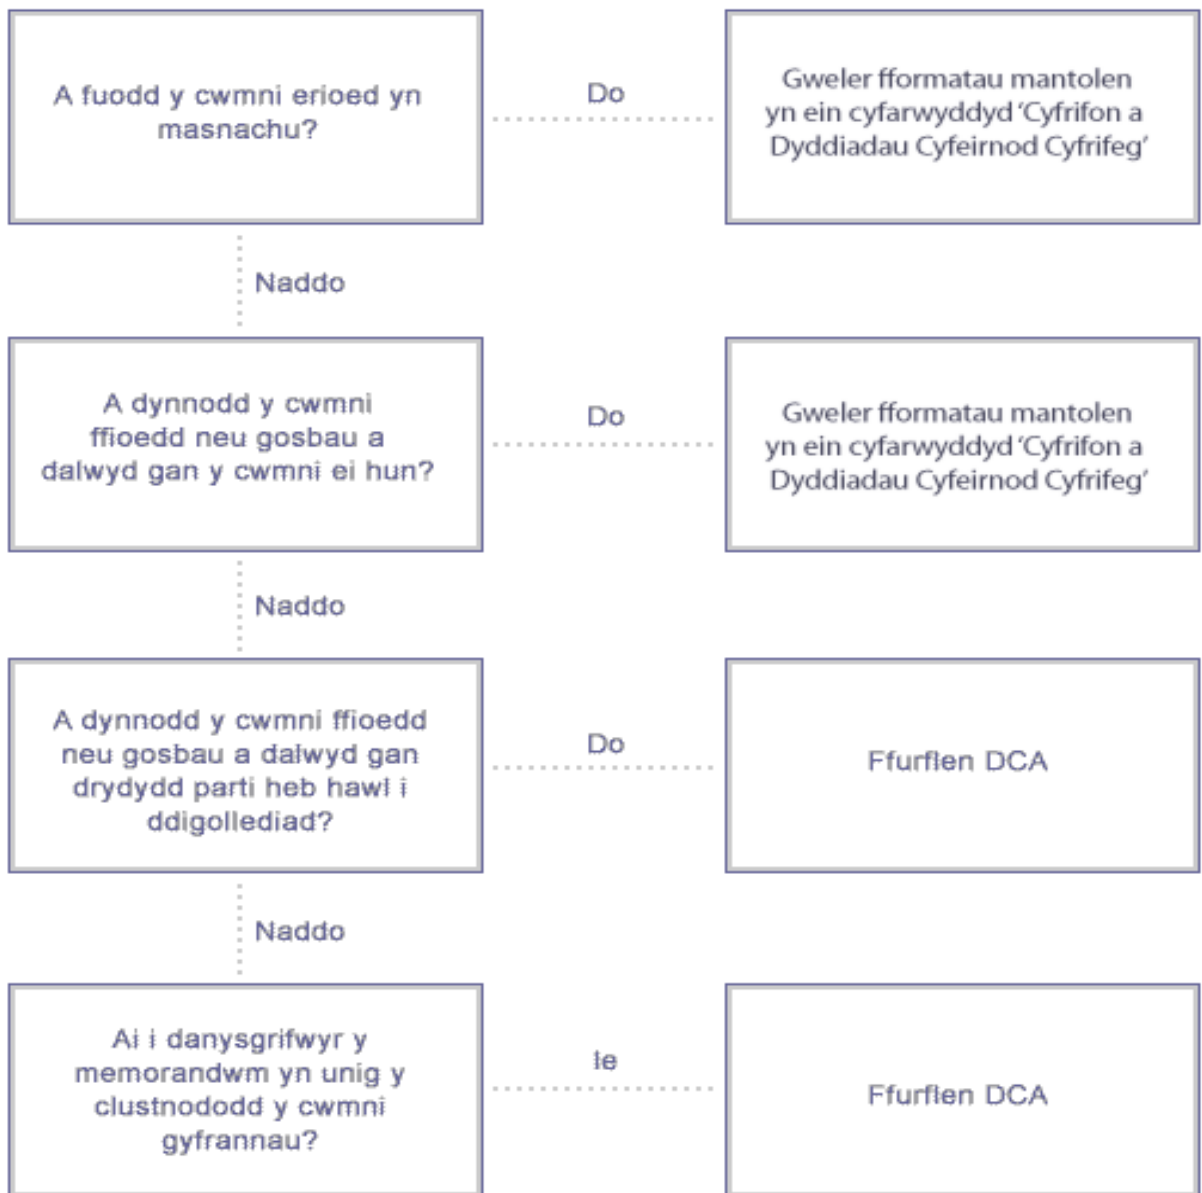 A fuodd y cwmni erioed yn
masnachu?
Do
Gweler fformatau mantolen
yn ein cyfarwyddyd ‘Cyfrifon a
Dyddiadau Cyfeirnod Cyfrifeg’
Naddo
A dynnodd y cwmni
ffioedd neu gosbau a
dalwyd gan y cwmni ei hun?
Do
Gweler fformatau mantolen
yn ein cyfarwyddyd ‘Cyfrifon a
Dyddiadau Cyfeirnod Cyfrifeg’
Naddo
A dynnodd y cwmni ffioedd
neu gosbau a dalwyd gan
drydydd parti heb hawl i
ddigollediad?
Do
Ffurflen DCA
Naddo
Ai i danysgrifwyr y
memorandwm yn unig y
clustnododd y cwmni
gyfrannau?
Ie
Ffurflen DCA